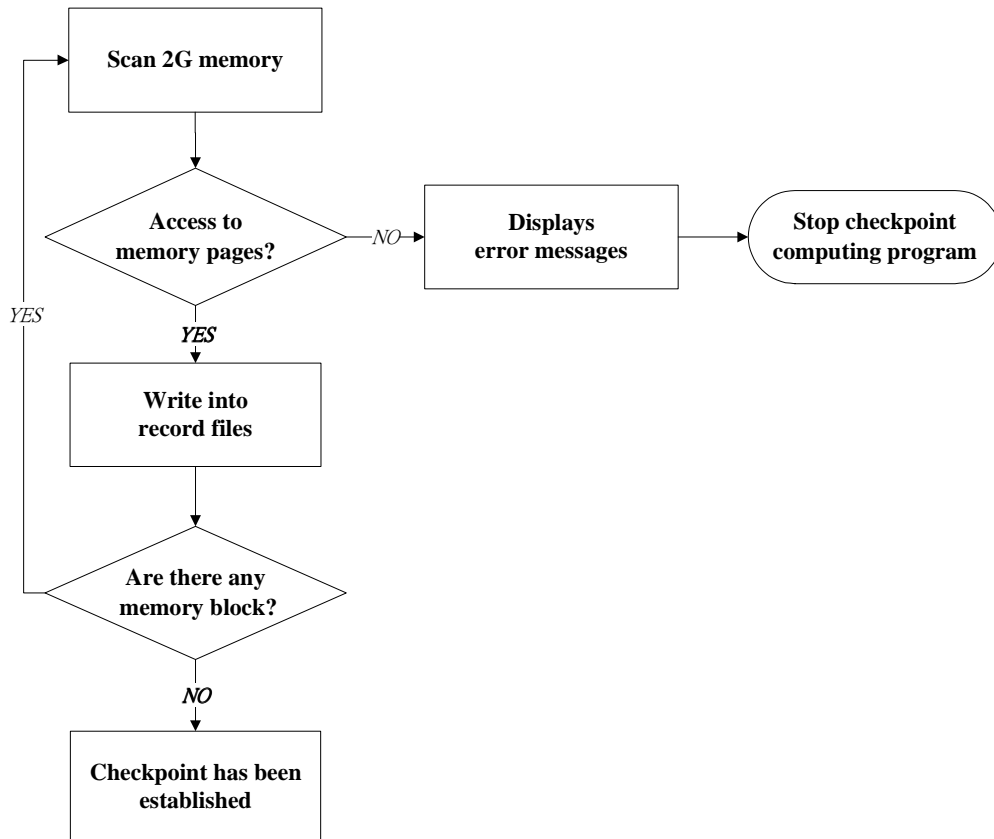 Scan 2G memory
Access to
memory pages?
NO
Displays
error messages
Stop checkpoint
computing program
YES
YES
Write into
record files
Are there any
memory block?
NO
Checkpoint has been
established